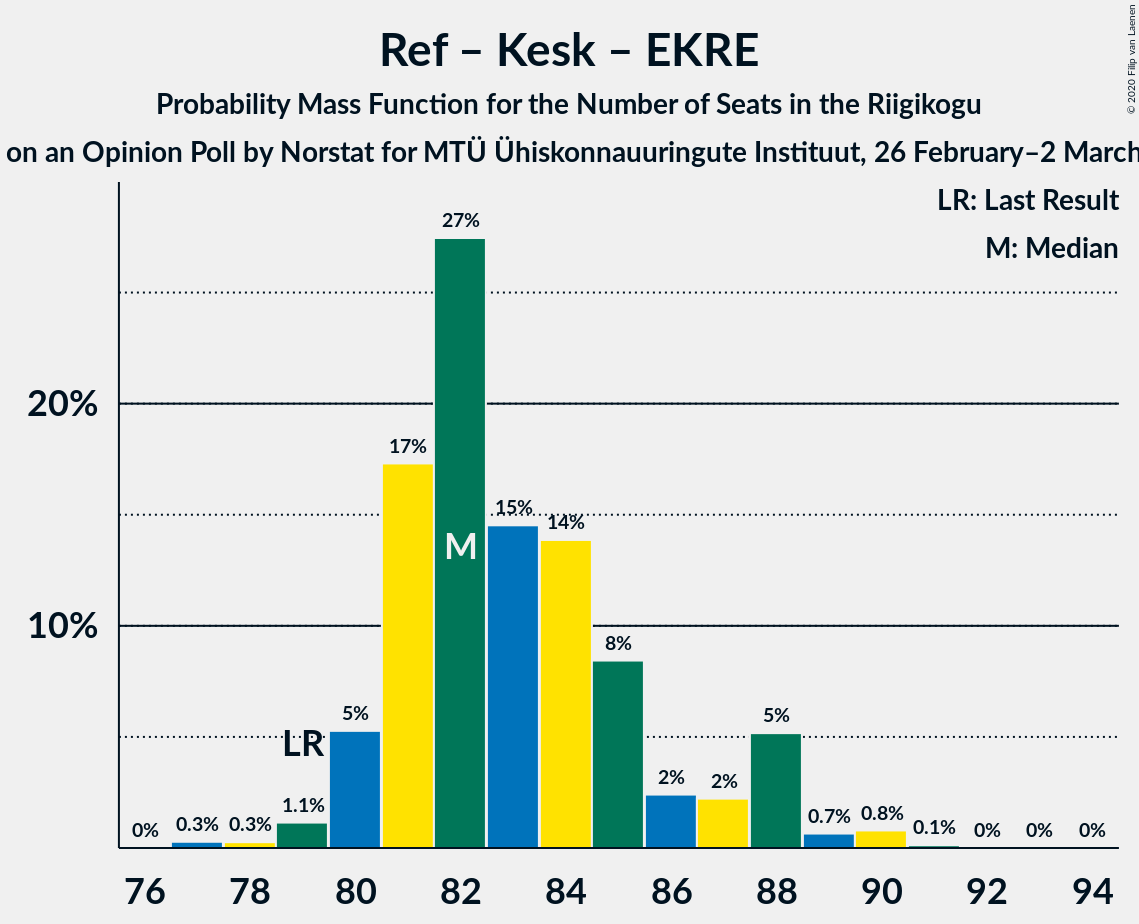 Ref – Kesk – EKRE
Probability Mass Function for the Number of Seats in the Riigikogu
on an Opinion Poll by Norstat for MTÜ Ühiskonnauuringute Instituut, 26 February–2 March
© 2020 Filip van Laenen
LR: Last Result
M: Median
27%
20%
17%
15%
14%
M
10%
8%
5%
5%
LR
2%
2%
1.1%
0.7%
0.8%
0%
0.3%
0.3%
0.1%
0%
0%
0%
76 78 80 82 84 86 88 90 92 94